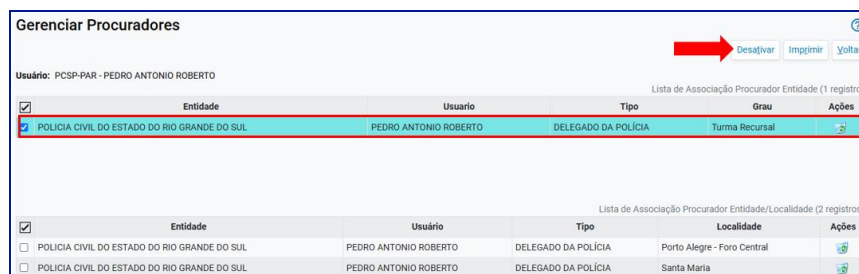 Gerenciar Procuradores
Desativar Imprimir Volta
Usuário: PCSP-PAR - PEDRO ANTONIO ROBERTO
Lista de Associação Procurador Entidade (1 registro
Entidade Usuario Tipo Grau Ações
POLICIA CIVIL DO ESTADO DO RIO GRANDE DO SUL PEDRO ANTONIO ROBERTO DELEGADO DA POLÍCIA Turma Recursal
Lista de Associação Procurador Entidade/Localidade (2 registros
Entidade Usuário Tipo Localidade Ações
POLICIA CIVIL DO ESTADO DO RIO GRANDE DO SUL PEDRO ANTONIO ROBERTO DELEGADO DA POLÍCIA Porto Alegre - Foro Central
POLICIA CIVIL DO ESTADO DO RIO GRANDE DO SUL PEDRO ANTONIO ROBERTO DELEGADO DA POLÍCIA Santa Maria